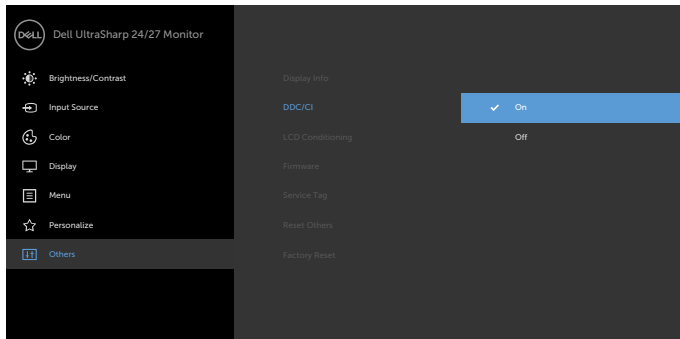 DELL Dell UltraSharp 24/27 Monitor
Brightness/Contrast
Input Source
Color
Display
Menu
Personalize
Others
Display Info
DDC/CI
LCD Conditioning
Firmware
Service Tag
Reset Others
Factory Reset
On
Off